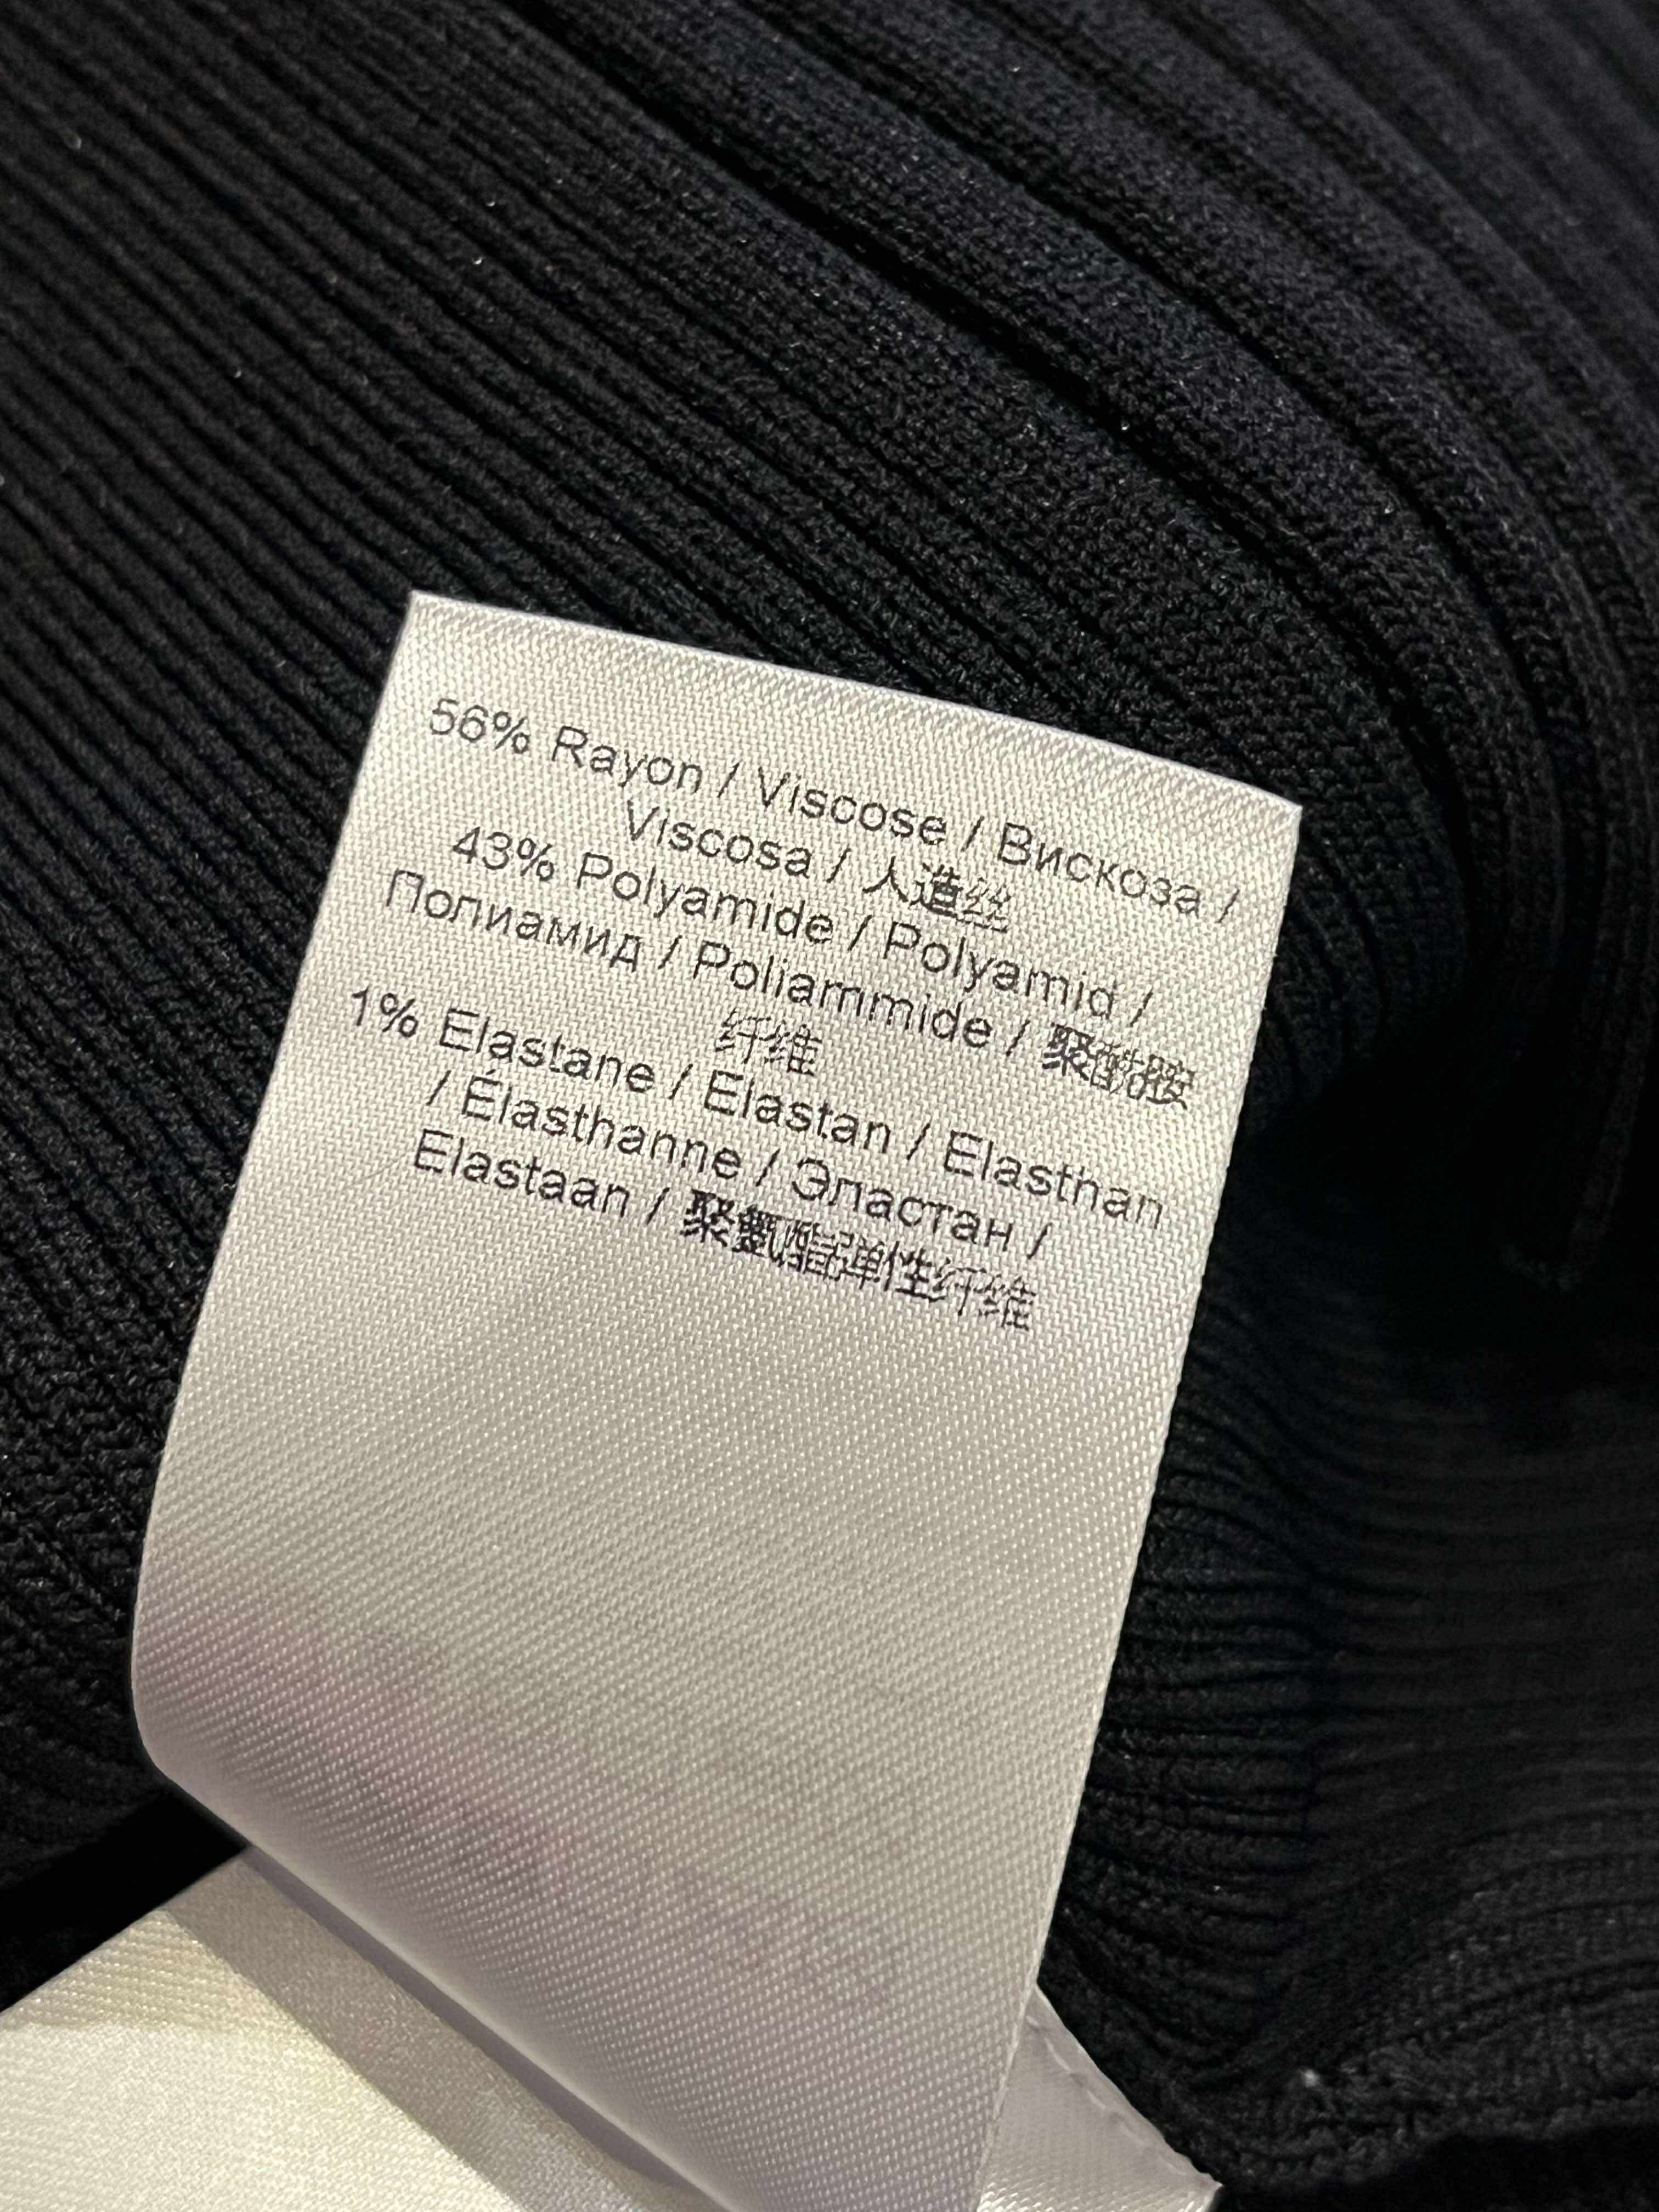 56% Rayon / Viscose / Вискоза /
Viscosa / 人造丝
43% Polyamide / Polyamid /
Полиамид / Poliammide / 聚酰胺
纤维
1% Elastane / Elastan / Elasthan
/ Élasthanne / Эластан /
Elastaan / 聚氨酯弹性纤维